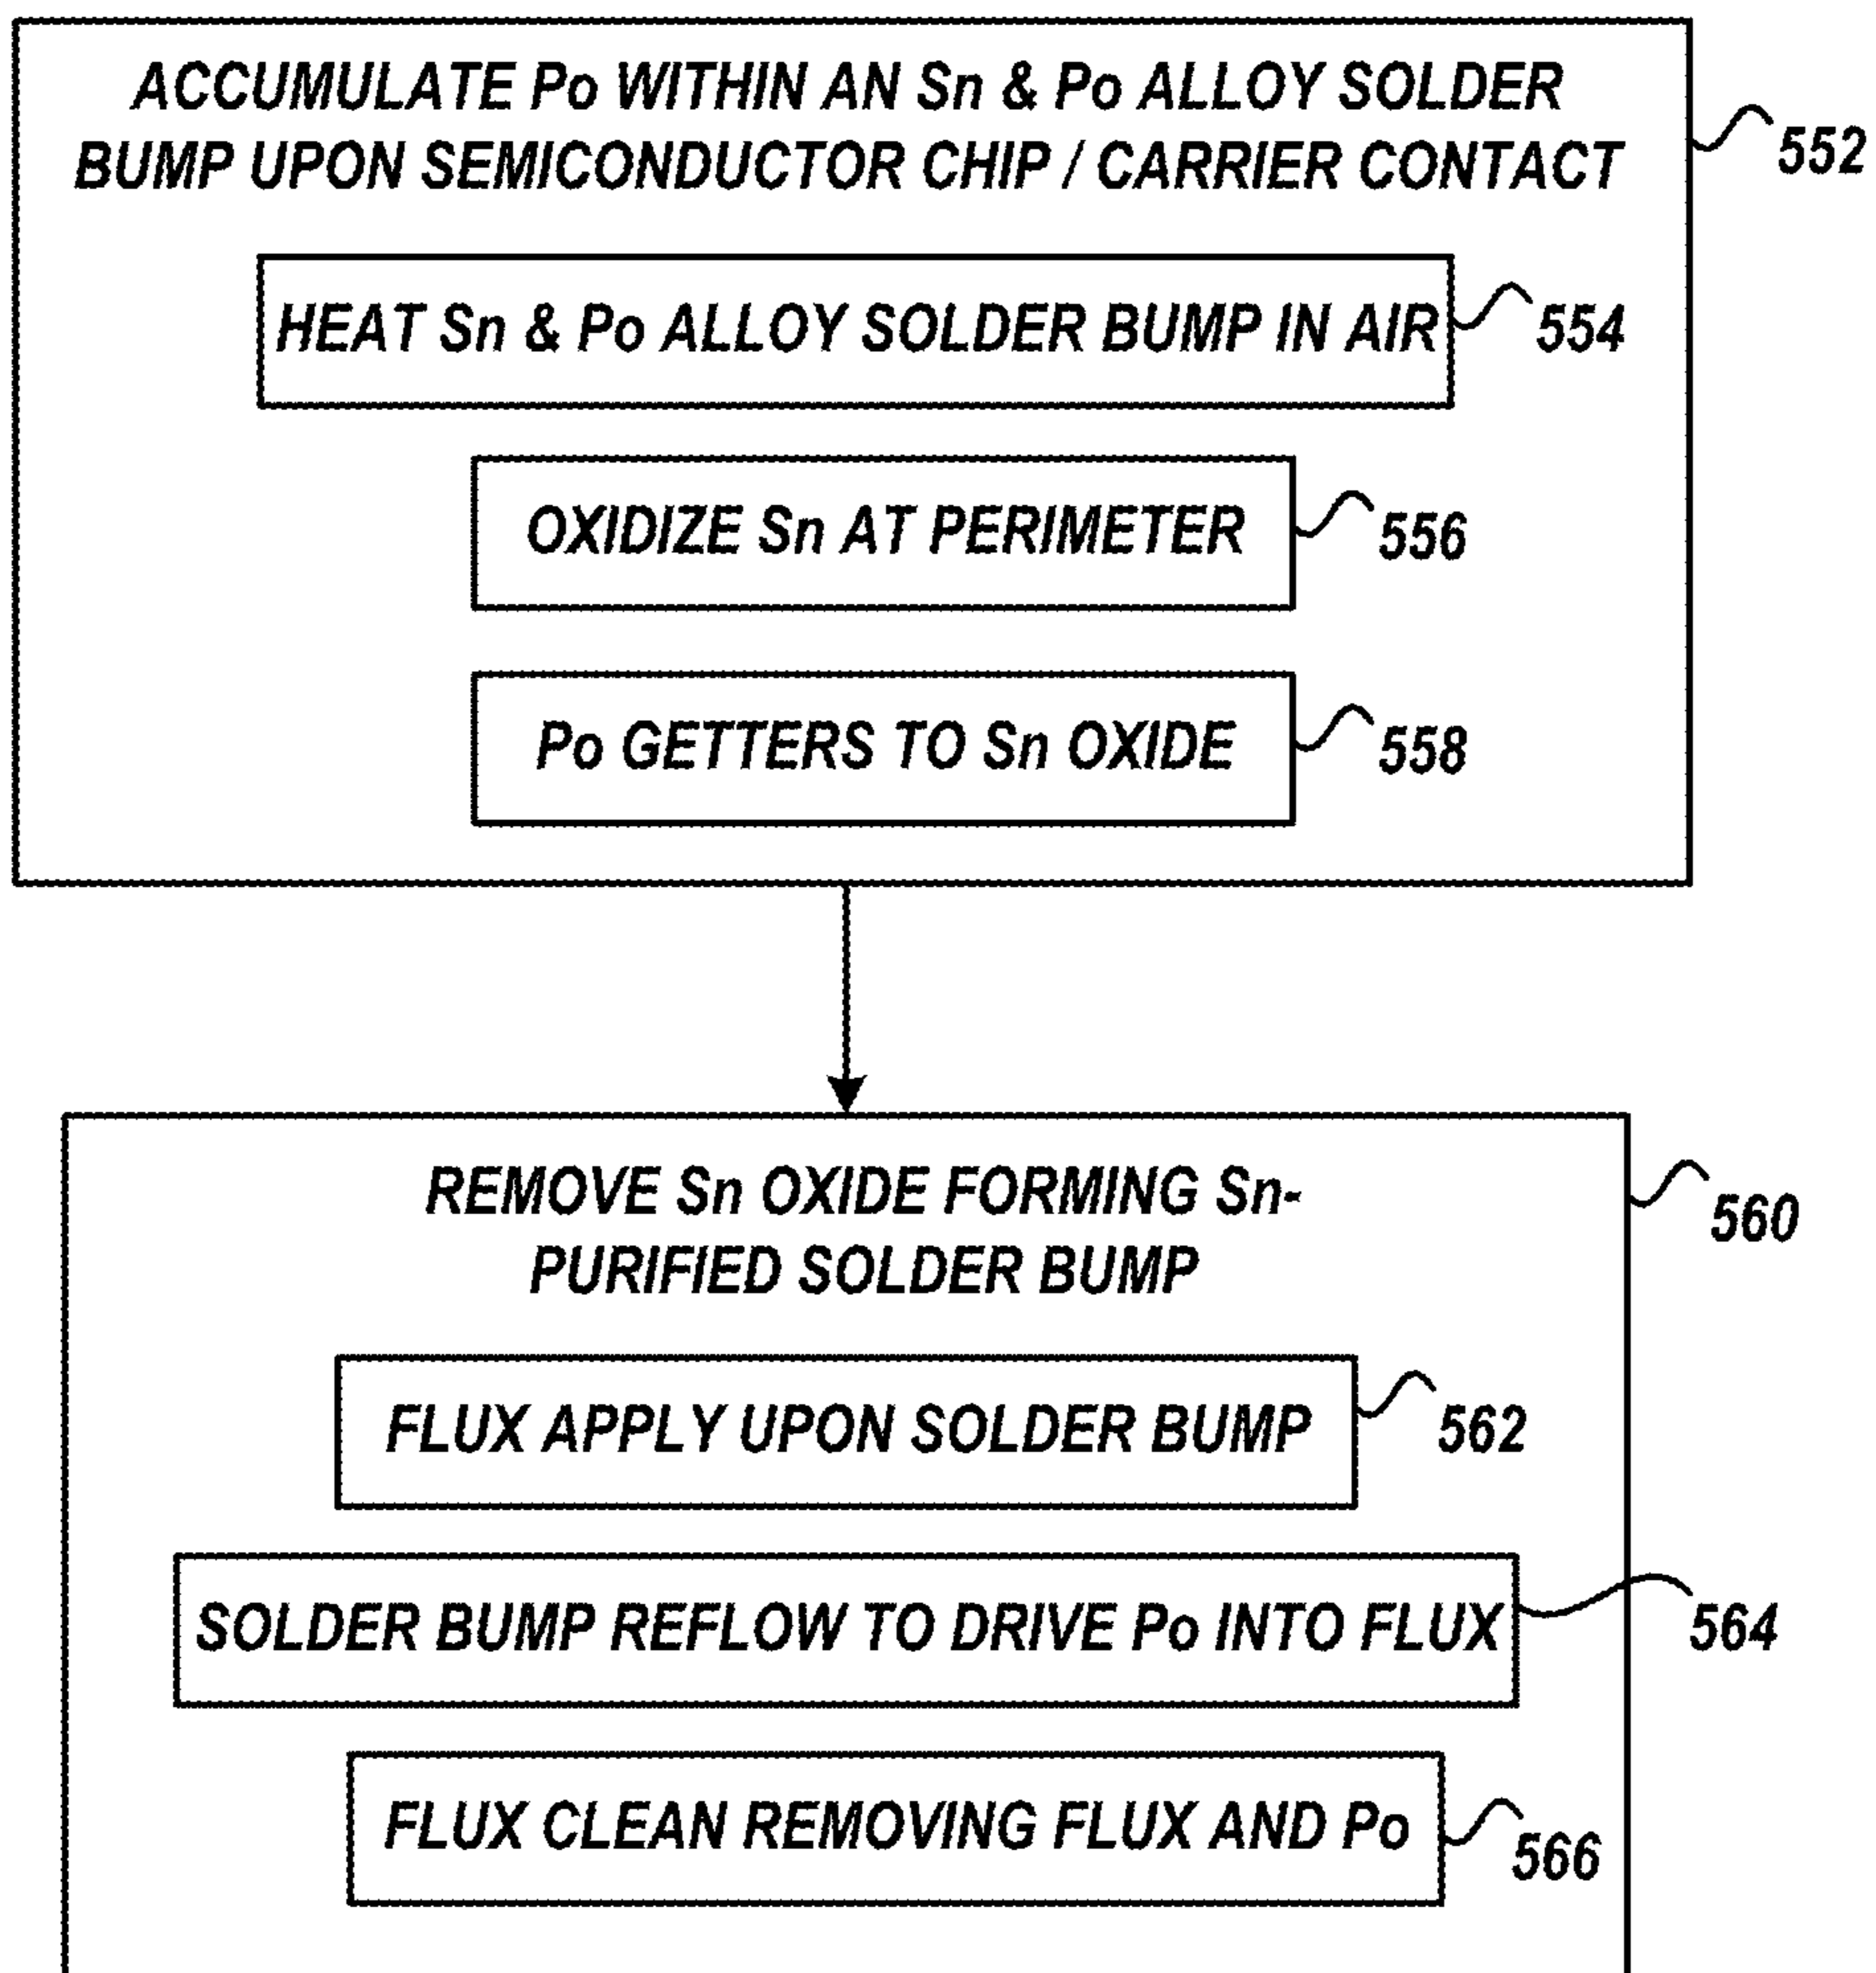 ACCUMULATE Po WITHIN AN Sn & Po ALLOY SOLDER
BUMP UPON SEMICONDUCTOR CHIP / CARRIER CONTACT
552
HEAT Sn & Po ALLOY SOLDER BUMP IN AIR
554
OXIDIZE Sn AT PERIMETER
556
Po GETTERS TO Sn OXIDE
558
REMOVE Sn OXIDE FORMING Sn-
PURIFIED SOLDER BUMP
560
FLUX APPLY UPON SOLDER BUMP
562
SOLDER BUMP REFLOW TO DRIVE Po INTO FLUX
564
FLUX CLEAN REMOVING FLUX AND Po
566